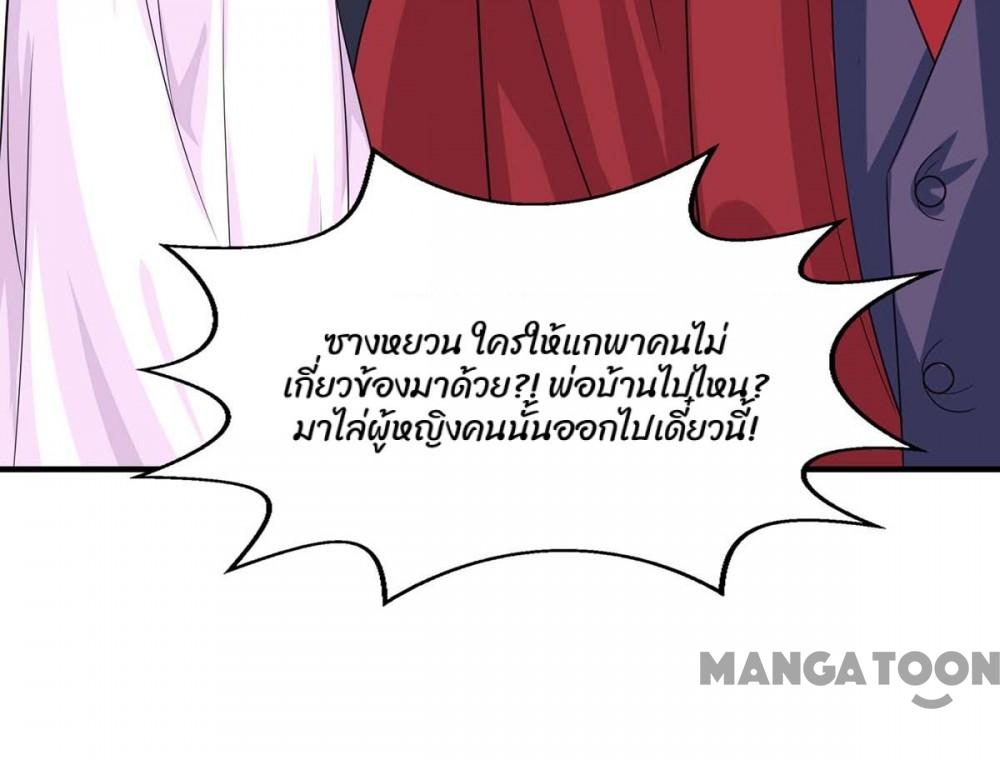 ซางหยวน ใครให้แกพาคนไม่
เกี่ยวข้องมาด้วย?! พ่อบ้านไปไหน?
มาไล่ผู้หญิงคนนั้นออกไปเดี๋ยวนี้!
MANGATOON